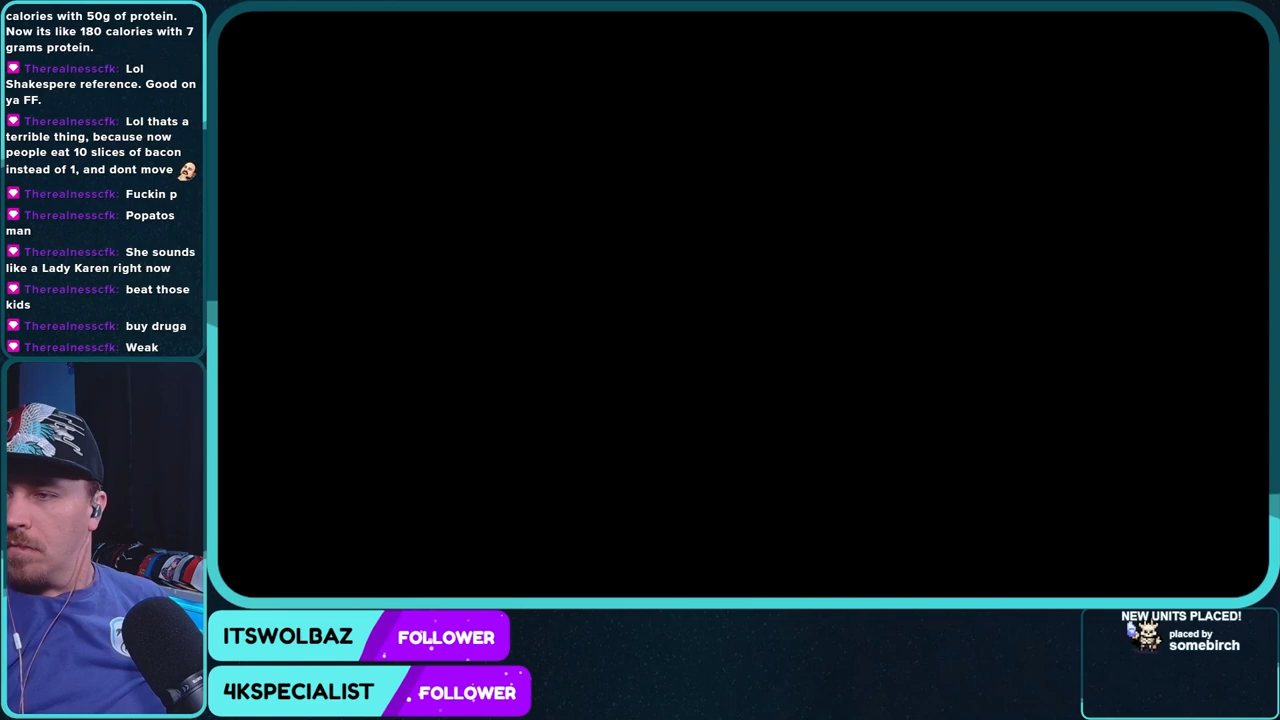 calories with 50g of protein.
Now its like 180 calories with 7
grams protein.
Therealnesscfk: Lol
Shakespere reference. Good on
ya FF.
Therealnesscfk: Lol thats a
terrible thing, because now
people eat 10 slices of bacon
instead of 1, and dont move
Therealnesscfk: Fuckin p
Therealnesscfk: Popatos
man
Therealnesscfk: She sounds
like a Lady Karen right now
Therealnesscfk: beat those
kids
Therealnesscfk: buy druga
Therealnesscfk: Weak
ITSWOLBAZ FOLLOWER
4KSPECIALIST FOLLOWER
NEW UNITS PLACED!
placed by
somebirch